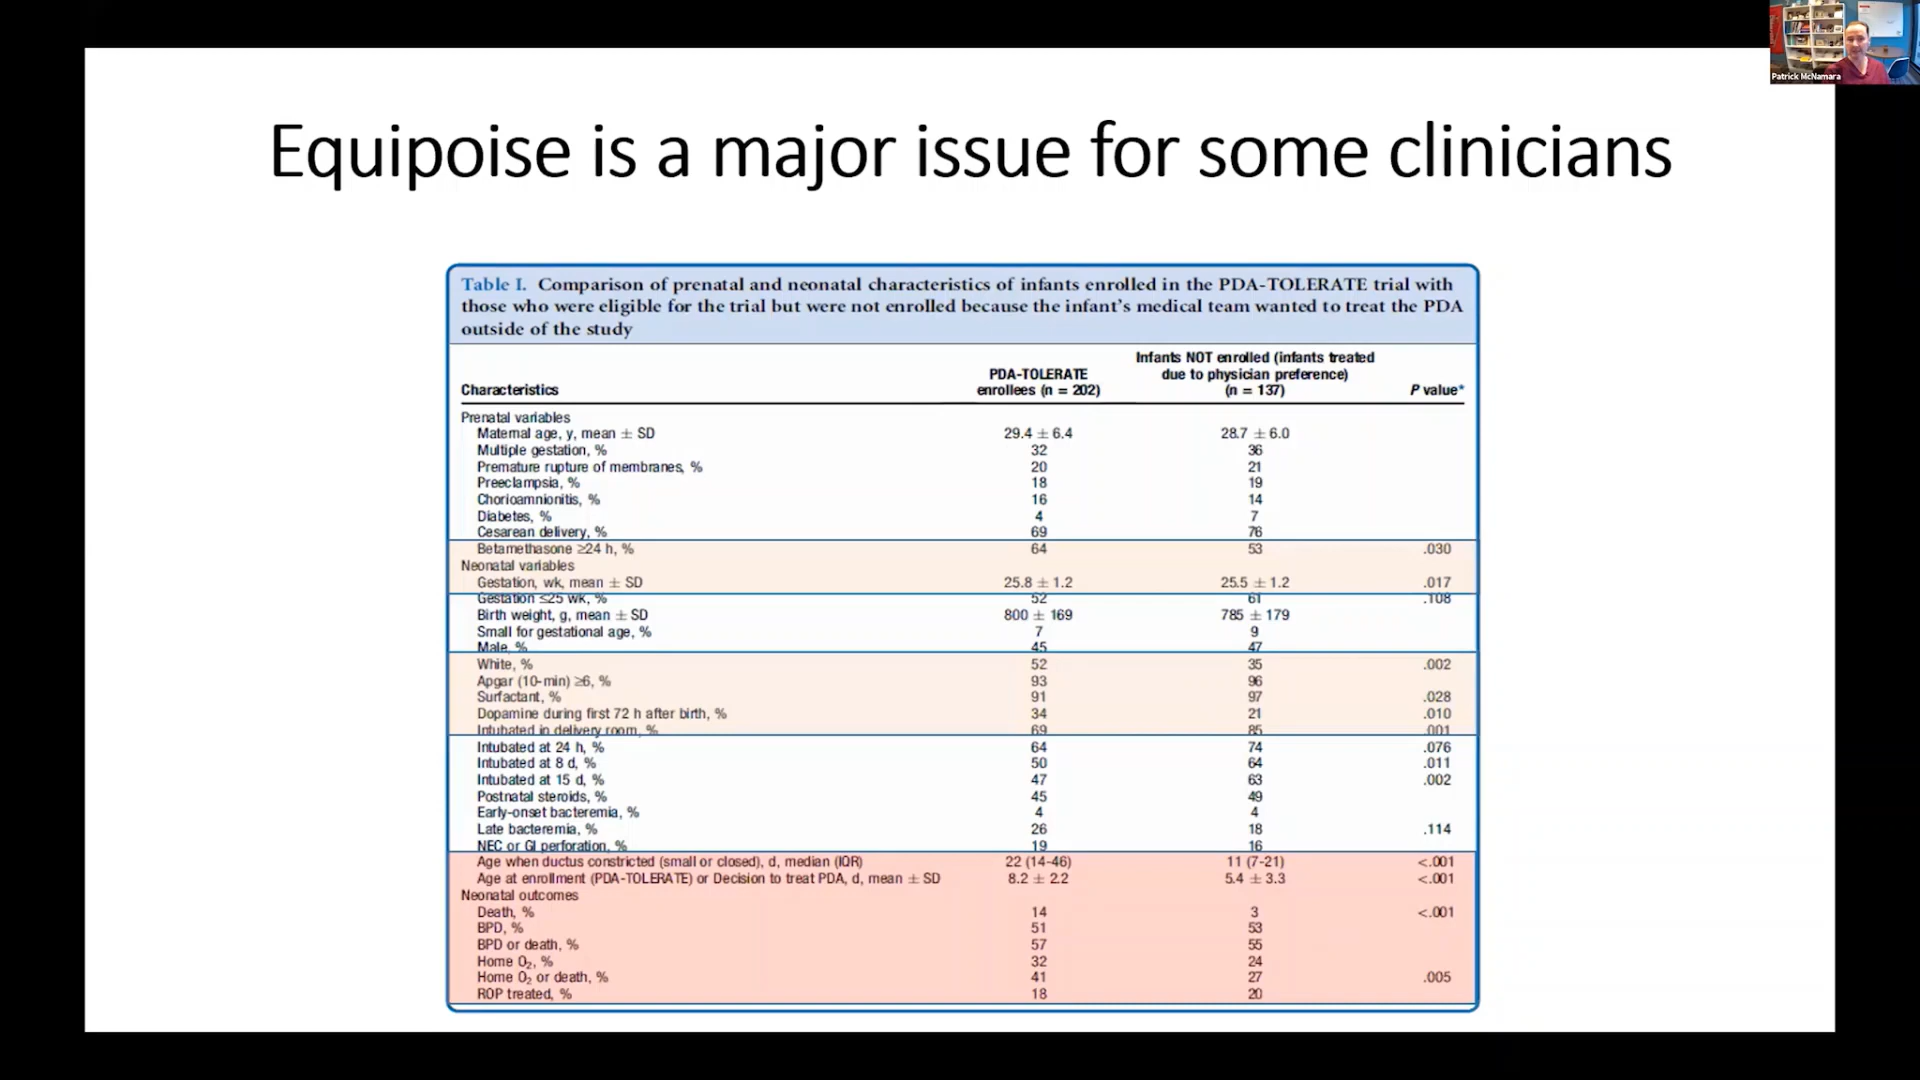 Patrick McNamara
Equipoise is a major issue for some clinicians
Table I. Comparison of prenatal and neonatal characteristics of infants enrolled in the PDA-TOLERATE trial with
those who were eligible for the trial but were not enrolled because the infant's medical team wanted to treat the PDA
outside of the study
Infants NOT enrolled (infants treated
PDA-TOLERATE due to physician preference)
Characteristics enrollees (n = 202) (n = 137) P value*
Prenatal variables
Maternal age, y, mean ± SD 29.4 ± 6.4 28.7 ± 6.0
Multiple gestation, % 32 36
Premature rupture of membranes, % 20 21
Preeclampsia, % 18 19
Chorioamnionitis, % 16 14
Diabetes, % 4 7
Cesarean delivery, % 69 76
Betamethasone ≥24 h, % 64 53 .030
Neonatal variables
Gestation, wk, mean ± SD 25.8 ± 1.2 25.5 ± 1.2 .017
Gestation ≤25 wk, % 52 61 .108
Birth weight, g, mean ± SD 800 ± 169 785 ± 179
Small for gestational age, % 7 9
Male, % 45 47
White, % 52 35 .002
Apgar (10-min) ≥6, % 93 96
Surfactant, % 91 97 .028
Dopamine during first 72 h after birth, % 34 21 .010
Intubated in delivery room, % 69 85 .001
Intubated at 24 h, % 64 74 .076
Intubated at 8 d, % 50 64 .011
Intubated at 15 d, % 47 63 .002
Postnatal steroids, % 45 49
Early-onset bacteremia, % 4 4
Late bacteremia, % 26 18 .114
NEC or GI perforation, % 19 16
Age when ductus constricted (small or closed), d, median (IQR) 22 (14-46) 11 (7-21) <.001
Age at enrollment (PDA-TOLERATE) or Decision to treat PDA, d, mean ± SD 8.2 ± 2.2 5.4 ± 3.3 <.001
Neonatal outcomes
Death, % 14 3 <.001
BPD, % 51 53
BPD or death, % 57 55
Home O₂, % 32 24
Home O₂ or death, % 41 27 .005
ROP treated, % 18 20